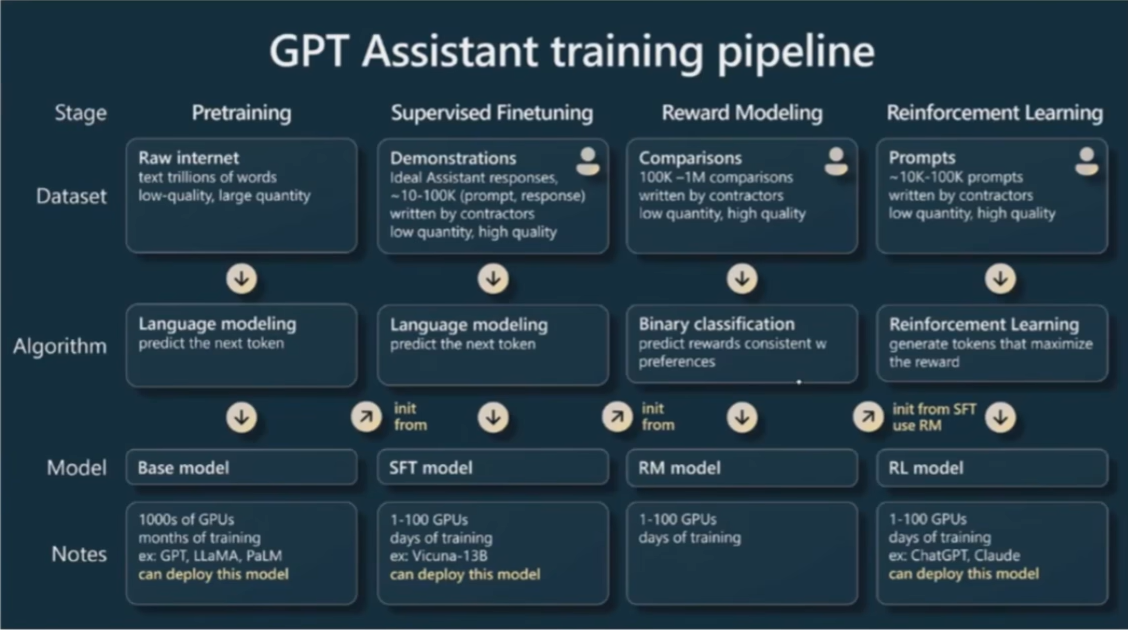 GPT Assistant training pipeline
Stage
Pretraining
Supervised Finetuning
Reward Modeling
Reinforcement Learning
Dataset
Raw internet
text trillions of words
low-quality, large quantity
Demonstrations
Ideal Assistant responses,
~10-100K (prompt, response)
written by contractors
low quantity, high quality
Comparisons
100K –1M comparisons
written by contractors
low quantity, high quality
Prompts
~10K-100K prompts
written by contractors
low quantity, high quality
Algorithm
Language modeling
predict the next token
Language modeling
predict the next token
Binary classification
predict rewards consistent w
preferences
Reinforcement Learning
generate tokens that maximize
the reward
init
from
init
from
init from SFT
use RM
Model
Base model
SFT model
RM model
RL model
Notes
1000s of GPUs
months of training
ex: GPT, LLaMA, PaLM
can deploy this model
1-100 GPUs
days of training
ex: Vicuna-13B
can deploy this model
1-100 GPUs
days of training
1-100 GPUs
days of training
ex: ChatGPT, Claude
can deploy this model